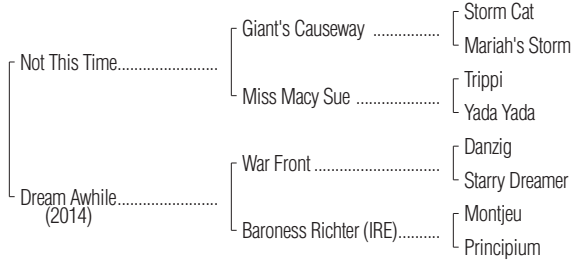 Storm Cat
Giant's Causeway ................
Mariah's Storm
Not This Time........................
Trippi
Miss Macy Sue ....................
Yada Yada
Danzig
War Front ..............................
Starry Dreamer
Dream Awhile........................
(2014)
Montjeu
Baroness Richter (IRE)..........
Principium